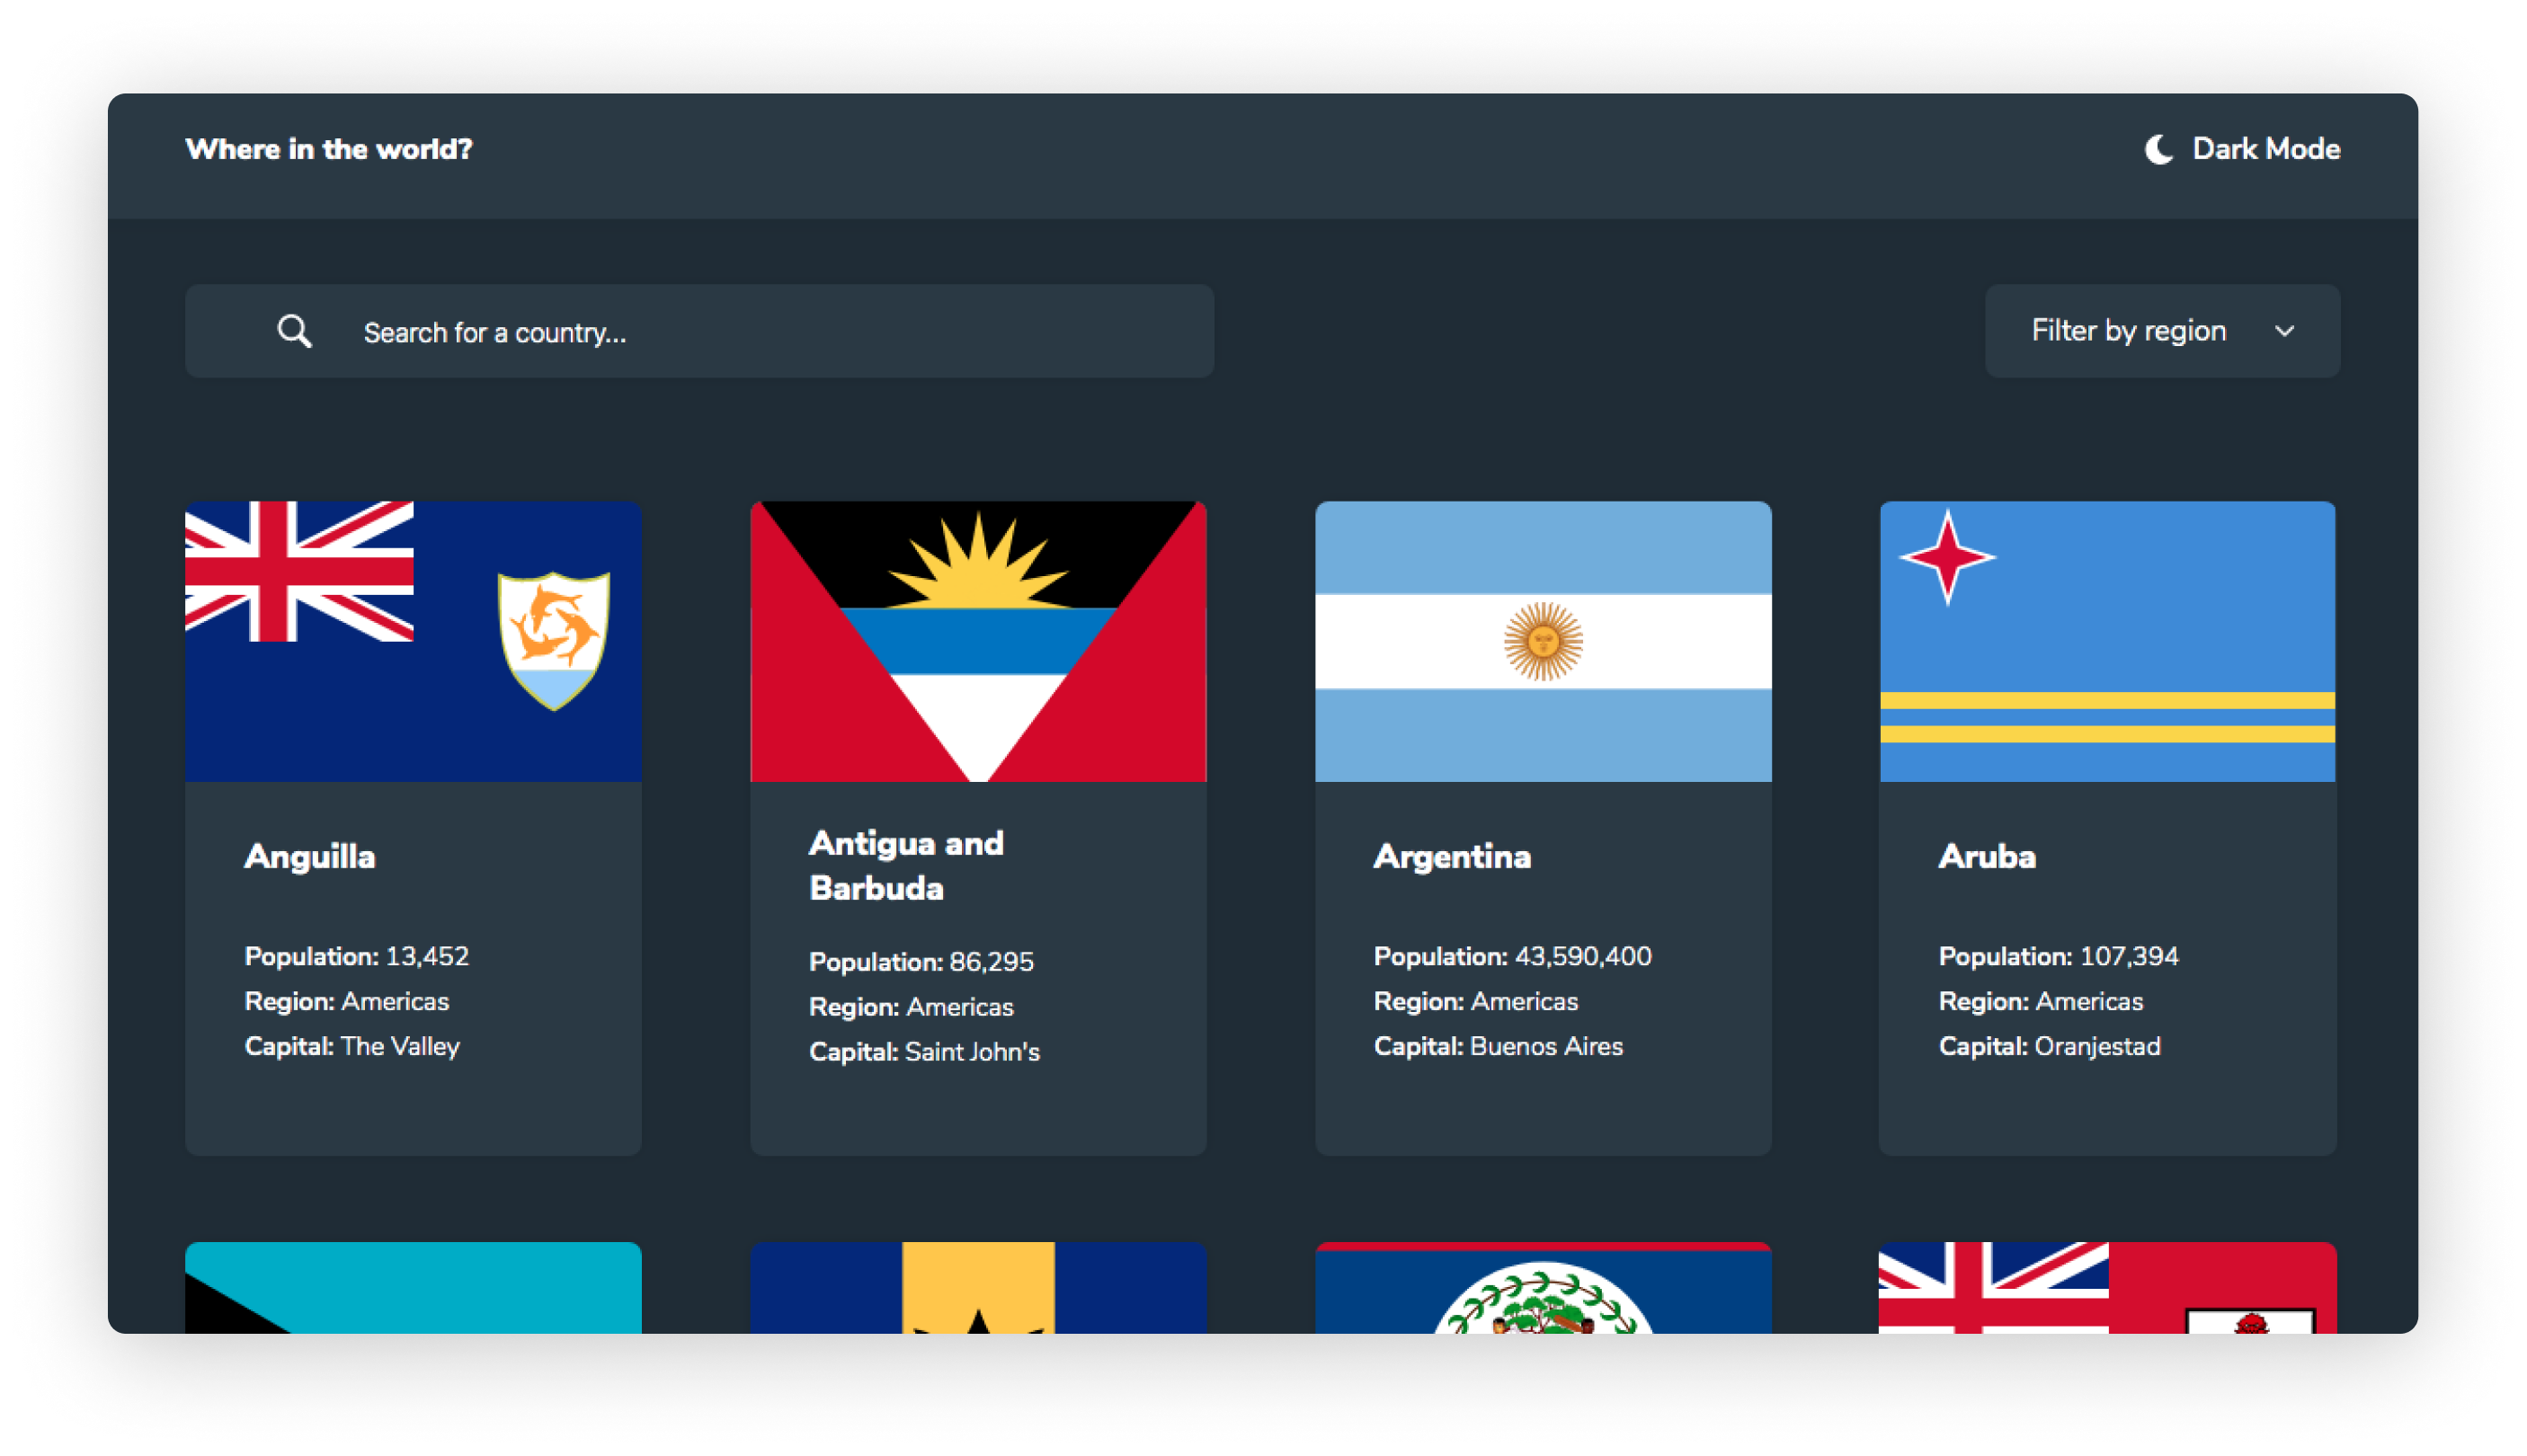 Where in the world?
Dark Mode
Search for a country...
Filter by region
Anguilla
Population: 13,452
Region: Americas
Capital: The Valley
Antigua and
Barbuda
Population: 86,295
Region: Americas
Capital: Saint John's
Argentina
Population: 43,590,400
Region: Americas
Capital: Buenos Aires
Aruba
Population: 107,394
Region: Americas
Capital: Oranjestad